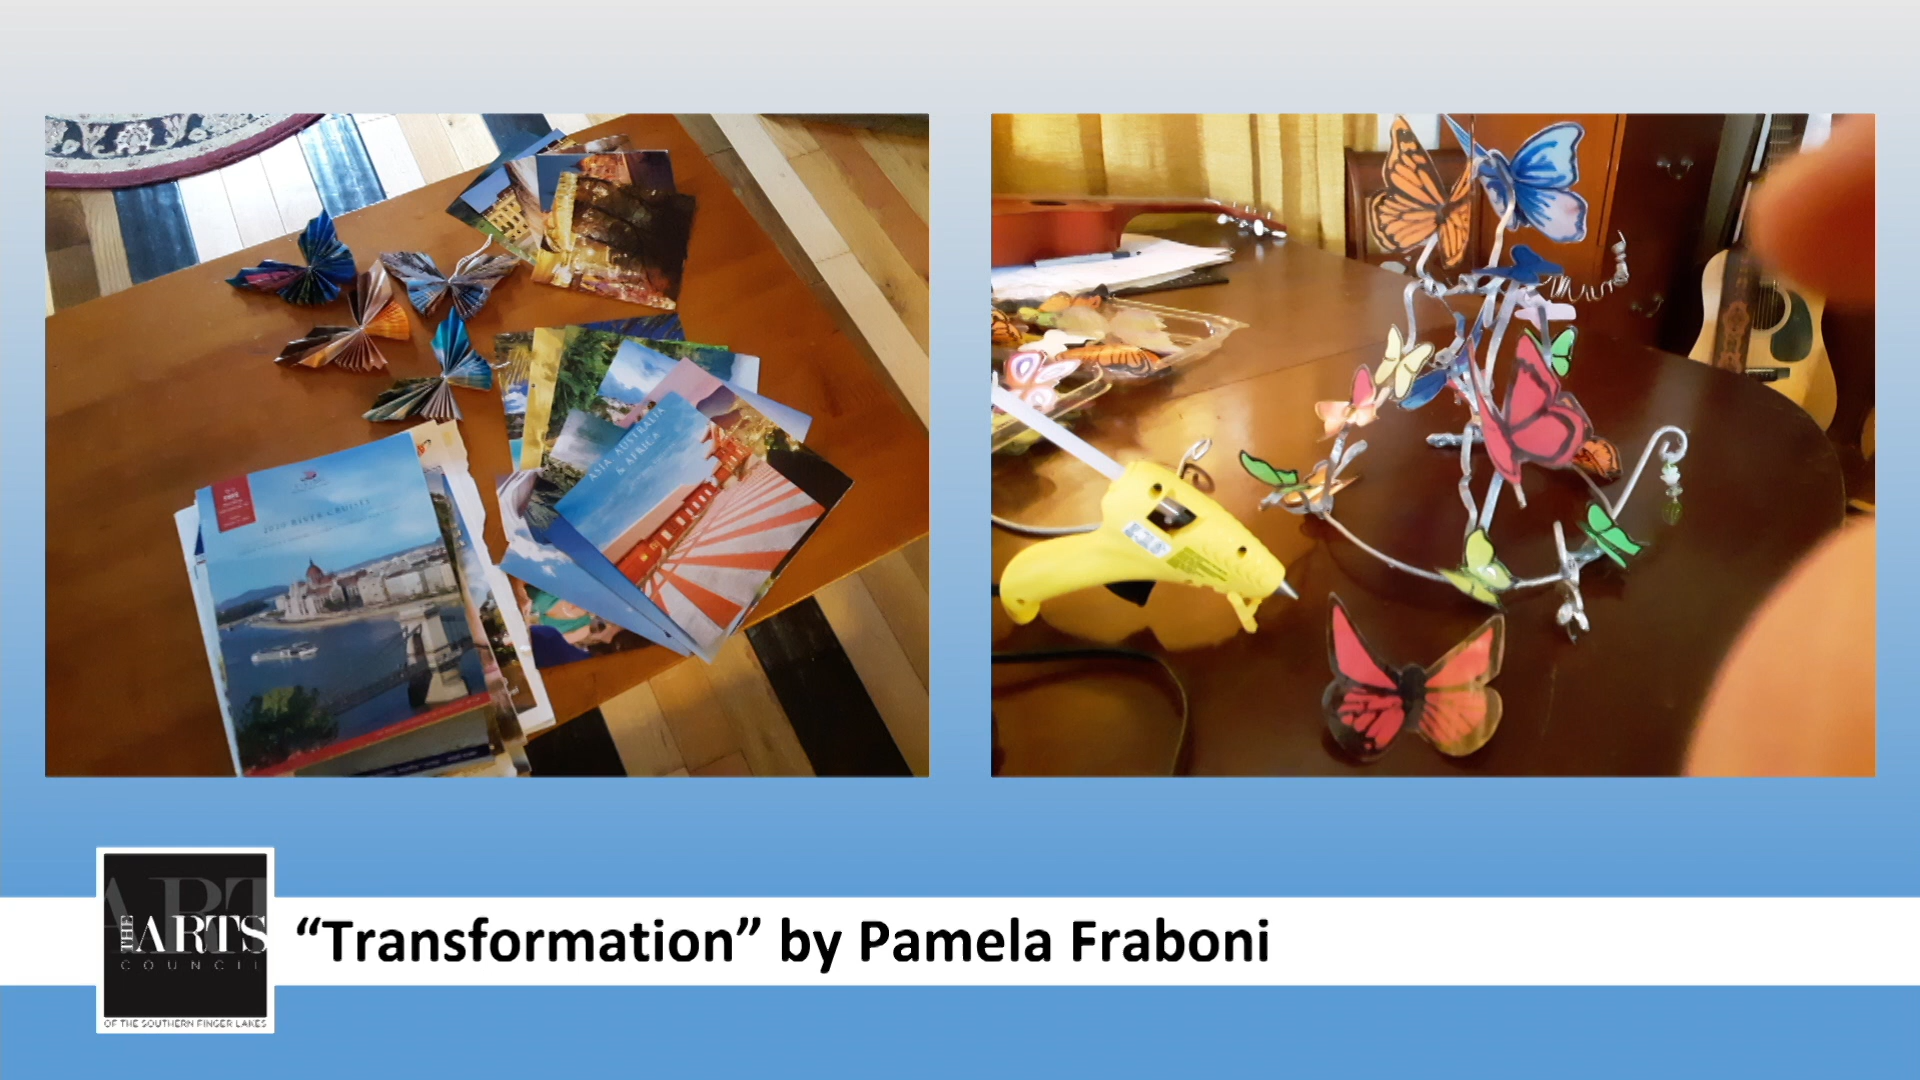 2020 RIVER CRUISES
ASIA, AUSTRALIA
& AFRICA
THE ARTS
COUNCIL
OF THE SOUTHERN FINGER LAKES
“Transformation” by Pamela Fraboni